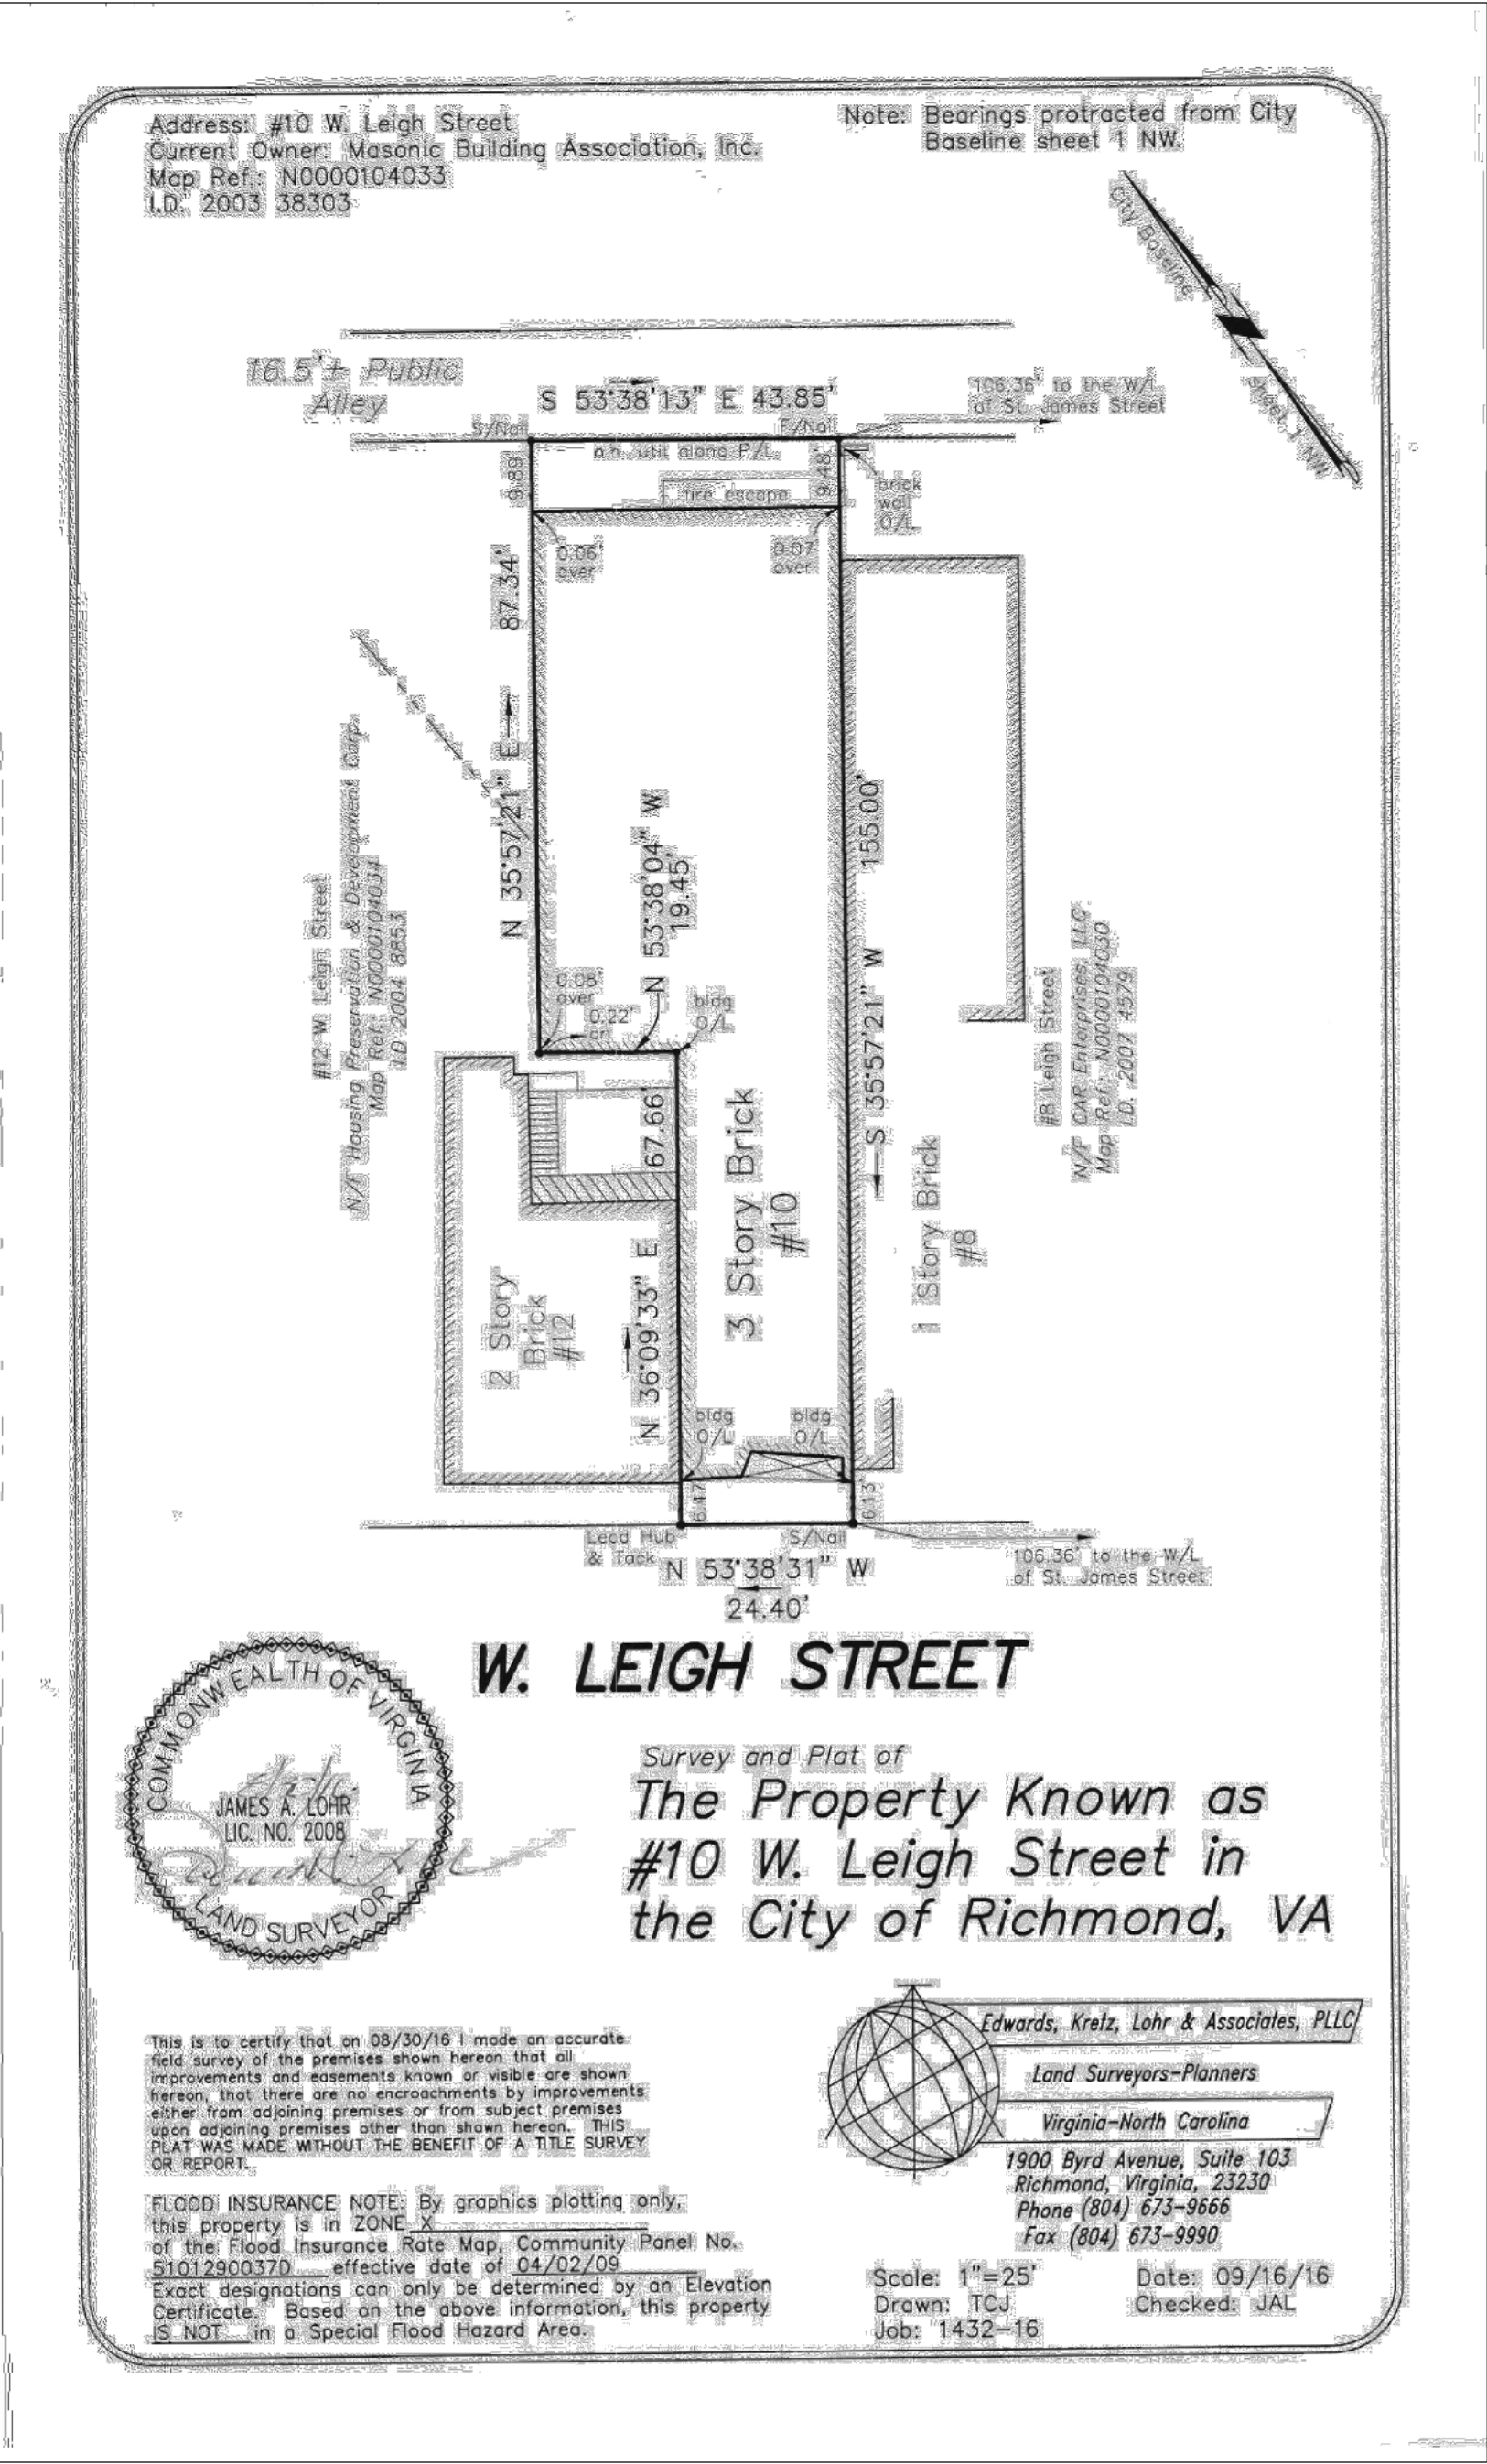 Address: #10 W. Leigh Street
Current Owner: Masonic Building Association, Inc.
Map Ref.: N0000104033
I.D. 2003 38303
Note: Bearings protracted from City
Baseline sheet 1 NW.
City Baseline
sheet 1 NW
16.5'± Public
Alley
S 53°38'13" E 43.85'
106.36' to the W/L
of St. James Street
S/Nail
F/Nail
o.h. util along P/L
9.89'
9.48'
fire escape
brick
wall
O/L
0.06'
over
0.07'
over
N 35°57'21" E
87.34'
N 53°38'04" W
19.45'
155.00'
S 35°57'21" W
#12 W Leigh Street
N/F Housing Preservation & Development Corp.
Map Ref.: N0000104034
I.D 2004 8853
0.08'
over
0.22'
on
bldg
O/L
#8 Leigh Street
N/F CAR Enterprises, LLC.
Map Ref.: N0000104030
I.D. 2007 4579
67.66'
N 36°09'33" E
3 Story Brick
#10
1 Story Brick
#8
2 Story
Brick
#12
bldg
O/L
bldg
O/L
6.47'
6.13'
Lead Hub
& Tack
S/Nail
N 53°38'31" W
24.40'
106.36' to the W/L
of St. James Street
W. LEIGH STREET
COMMONWEALTH OF VIRGINIA
JAMES A. LOHR
LIC. NO. 2008
LAND SURVEYOR
Survey and Plat of
The Property Known as
#10 W. Leigh Street in
the City of Richmond, VA
Edwards, Kretz, Lohr & Associates, PLLC
Land Surveyors-Planners
Virginia-North Carolina
1900 Byrd Avenue, Suite 103
Richmond, Virginia, 23230
Phone (804) 673-9666
Fax (804) 673-9990
This is to certify that on 08/30/16 I made an accurate
field survey of the premises shown hereon that all
improvements and easements known or visible are shown
hereon, that there are no encroachments by improvements
either from adjoining premises or from subject premises
upon adjoining premises other than shown hereon. THIS
PLAT WAS MADE WITHOUT THE BENEFIT OF A TITLE SURVEY
OR REPORT.
FLOOD INSURANCE NOTE: By graphics plotting only,
this property is in ZONE X
of the Flood Insurance Rate Map, Community Panel No.
5101290037D effective date of 04/02/09
Exact designations can only be determined by an Elevation
Certificate. Based on the above information, this property
IS NOT in a Special Flood Hazard Area.
Scale: 1"=25'
Date: 09/16/16
Drawn: TCJ
Checked: JAL
Job: 1432-16